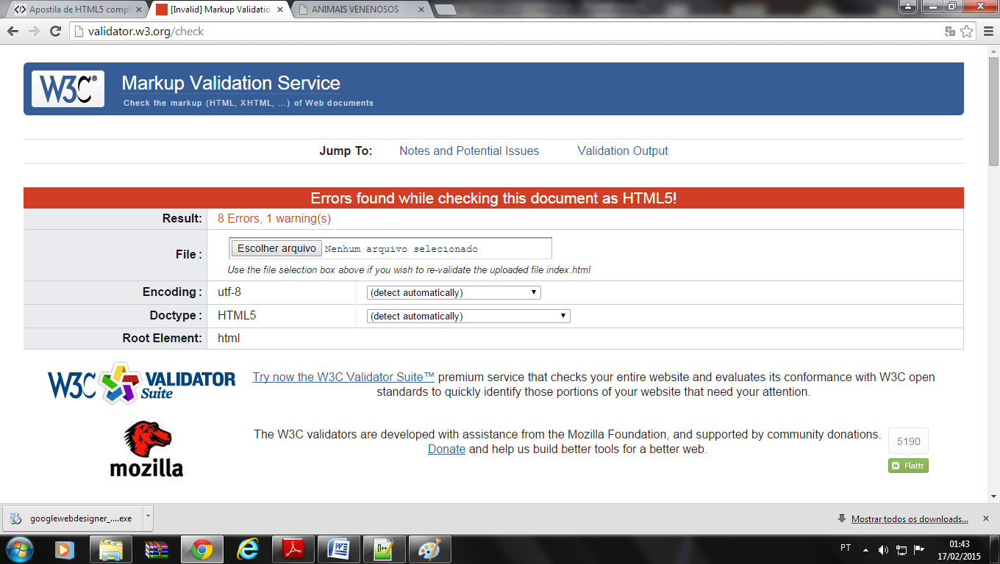 Apostila de HTML5 compl
[Invalid] Markup Validatio
ANIMAIS VENENOSOS
validator.w3.org/check
W3C®
Markup Validation Service
Check the markup (HTML, XHTML, …) of Web documents
Jump To: Notes and Potential Issues Validation Output
Errors found while checking this document as HTML5!
Result: 8 Errors, 1 warning(s)
File : Escolher arquivo Nenhum arquivo selecionado
Use the file selection box above if you wish to re-validate the uploaded file index.html
Encoding : utf-8 (detect automatically)
Doctype : HTML5 (detect automatically)
Root Element: html
W3C VALIDATOR Suite
Try now the W3C Validator Suite™ premium service that checks your entire website and evaluates its conformance with W3C open
standards to quickly identify those portions of your website that need your attention.
mozilla
The W3C validators are developed with assistance from the Mozilla Foundation, and supported by community donations.
Donate and help us build better tools for a better web.
5190
Flattr
googlewebdesigner_....exe
Mostrar todos os downloads...
PT
01:43
17/02/2015